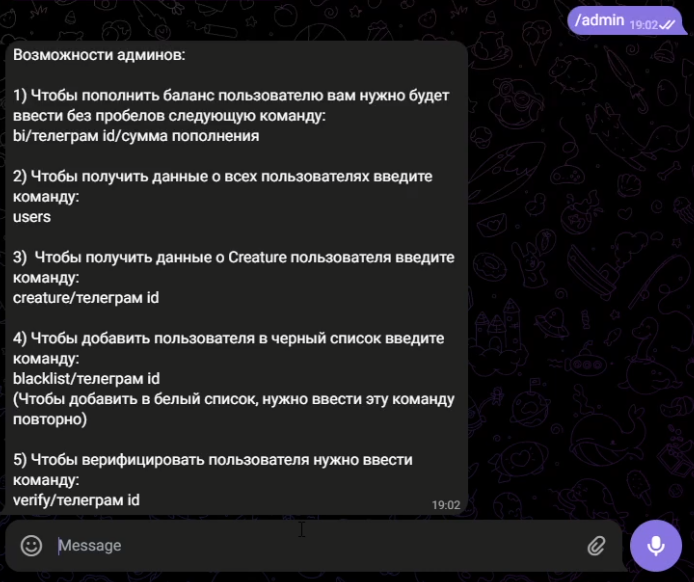 /admin 19:02
Возможности админов:
1) Чтобы пополнить баланс пользователю вам нужно будет
ввести без пробелов следующую команду:
bi/телеграм id/сумма пополнения
2) Чтобы получить данные о всех пользователях введите
команду:
users
3)  Чтобы получить данные о Creature пользователя введите
команду:
creature/телеграм id
4) Чтобы добавить пользователя в черный список введите
команду:
blacklist/телеграм id
(Чтобы добавить в белый список, нужно ввести эту команду
повторно)
5) Чтобы верифицировать пользователя нужно ввести
команду:
verify/телеграм id
19:02
Message